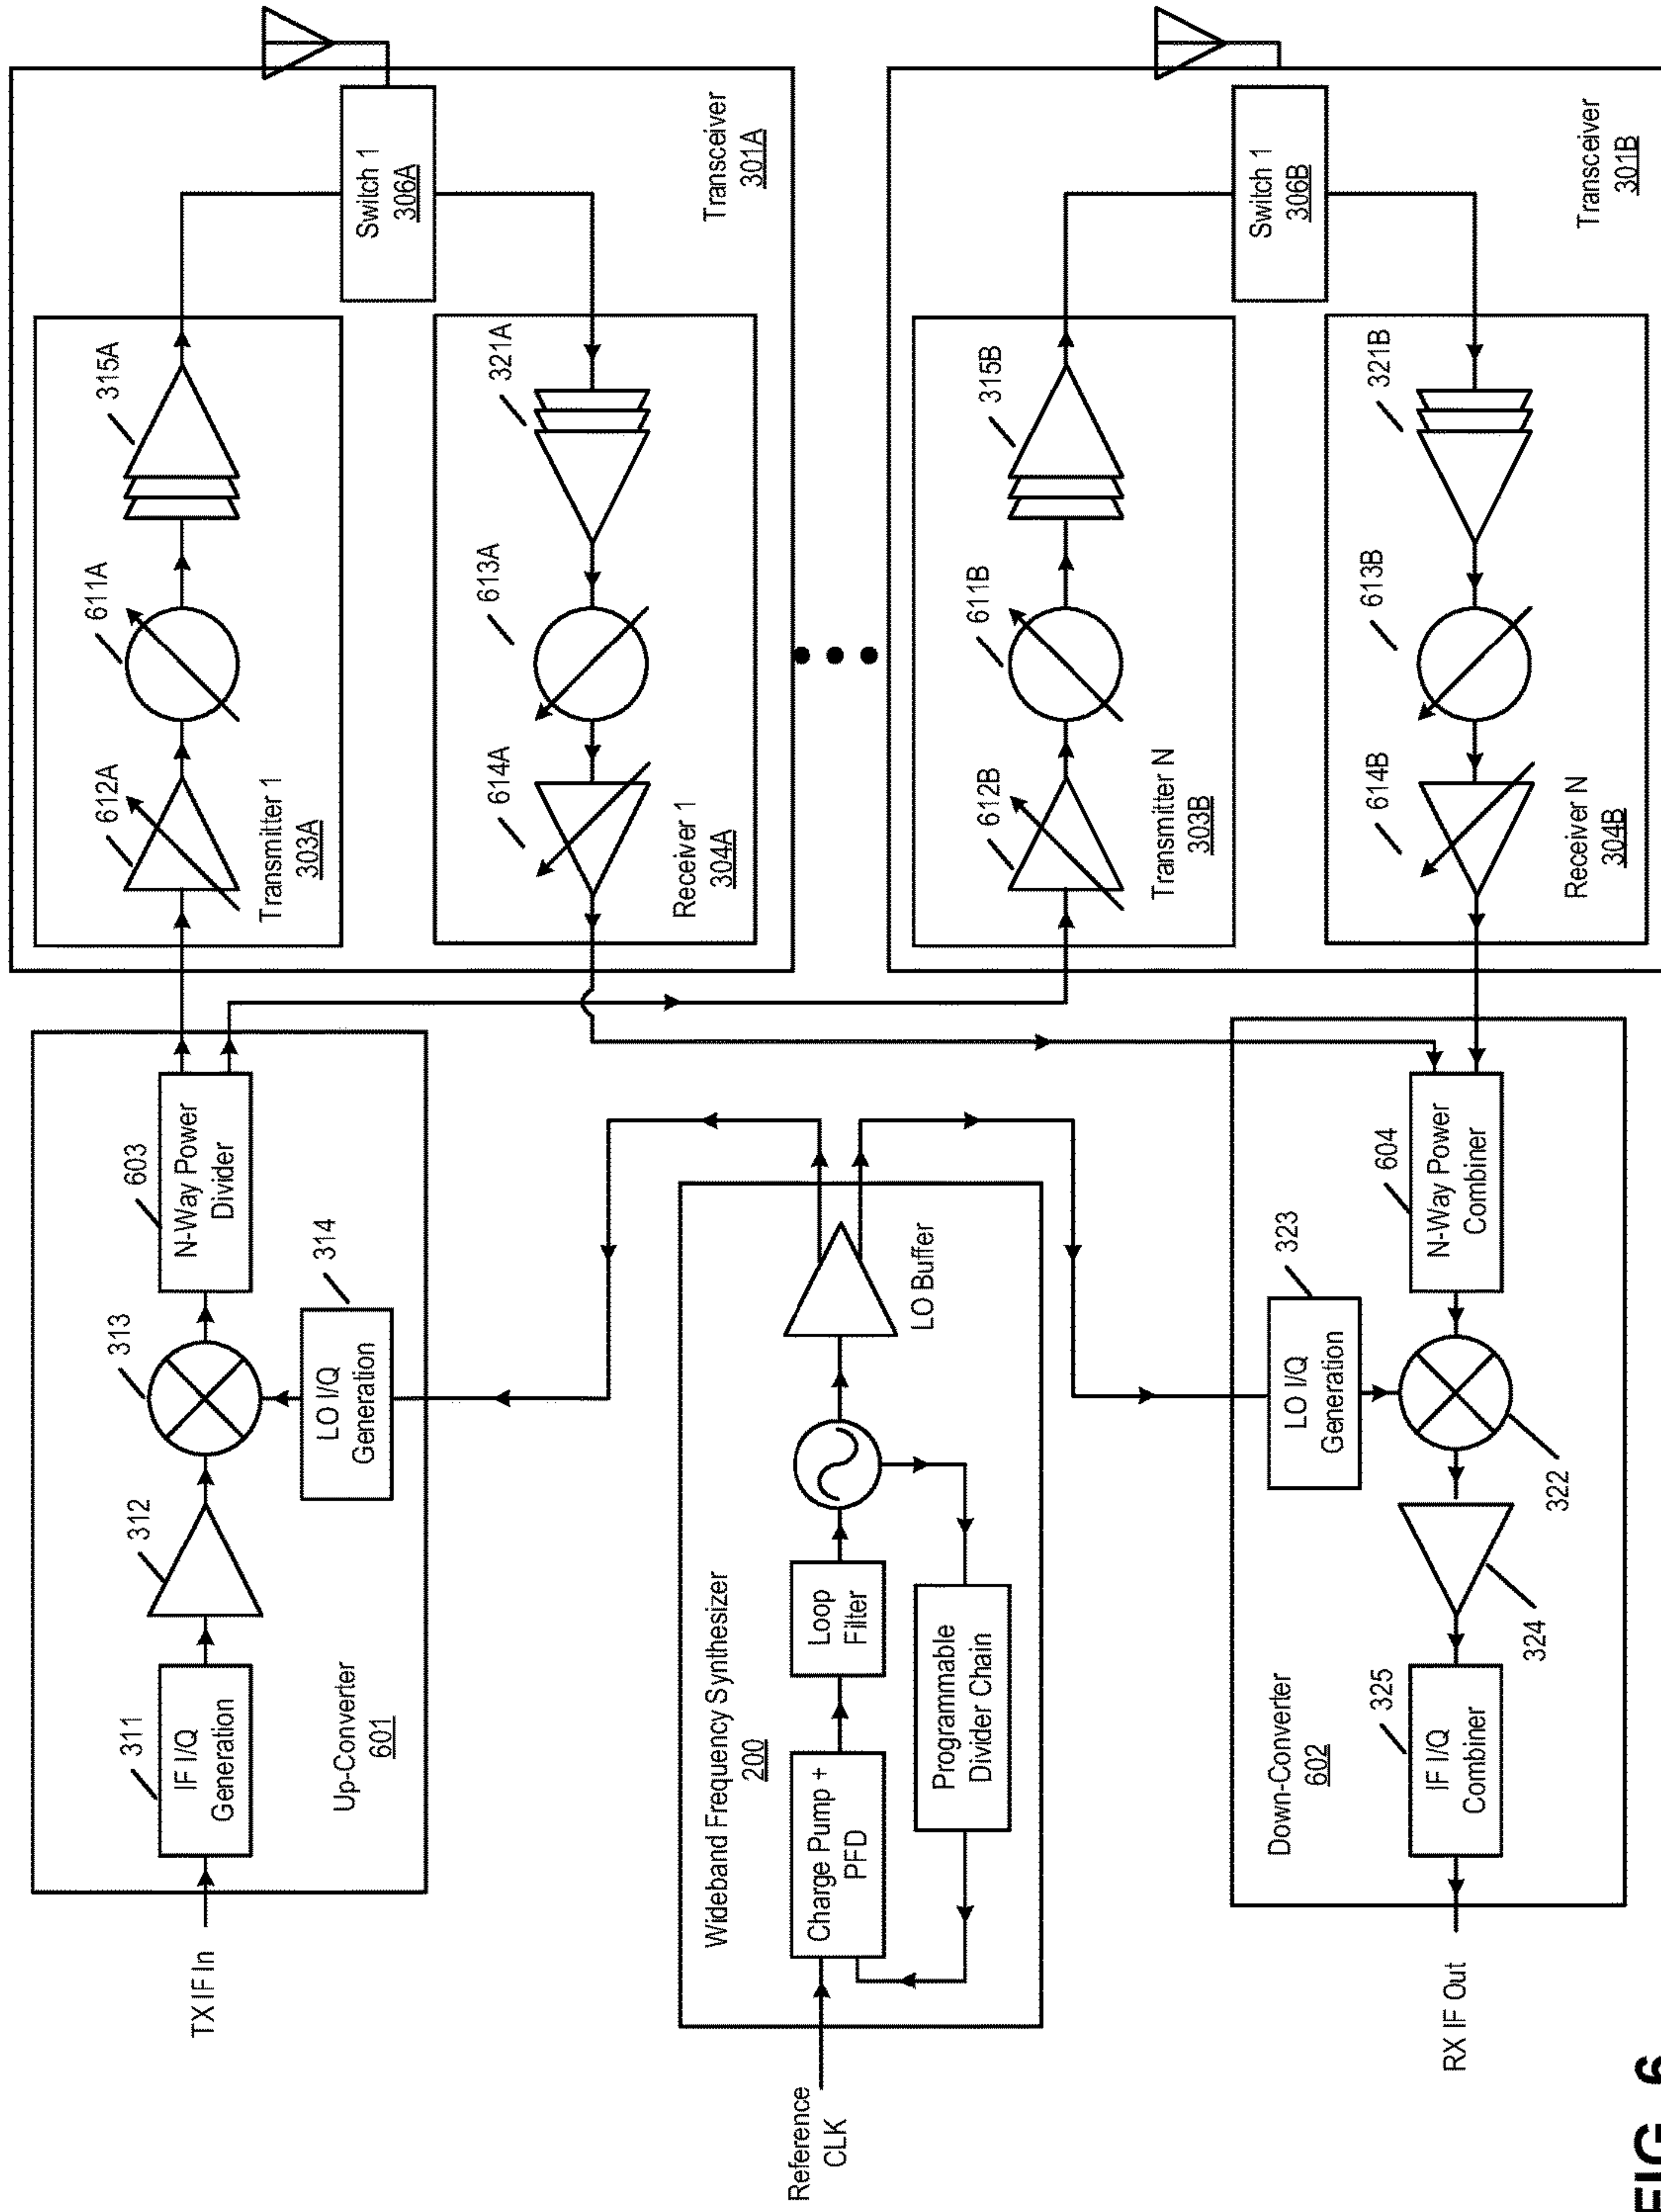 TX IF In
311
IF I/Q
Generation
312
313
603
N-Way Power
Divider
314
LO I/Q
Generation
Up-Converter
601
612A
611A
315A
Transmitter 1
303A
Switch 1
306A
614A
613A
321A
Receiver 1
304A
Transceiver
301A
Reference
CLK
Wideband Frequency Synthesizer
200
Charge Pump +
PFD
Loop
Filter
Programmable
Divider Chain
LO Buffer
612B
611B
315B
Transmitter N
303B
Switch 1
306B
614B
613B
321B
Receiver N
304B
Transceiver
301B
Down-Converter
602
323
LO I/Q
Generation
604
N-Way Power
Combiner
322
324
325
IF I/Q
Combiner
RX IF Out
FIG. 6